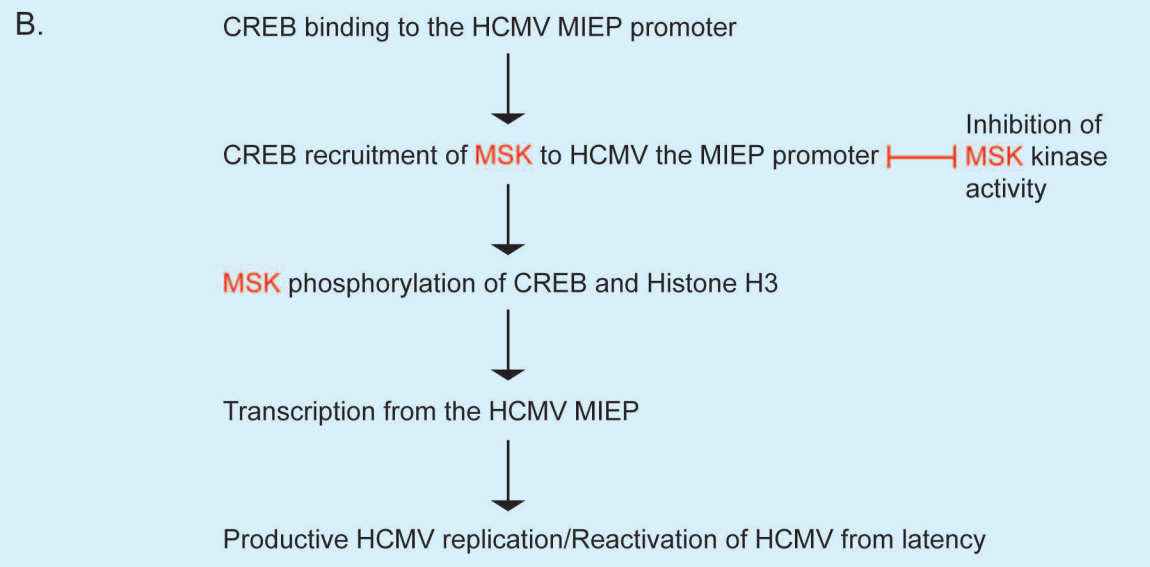 B.
CREB binding to the HCMV MIEP promoter
CREB recruitment of MSK to HCMV the MIEP promoter
Inhibition of
MSK kinase
activity
MSK phosphorylation of CREB and Histone H3
Transcription from the HCMV MIEP
Productive HCMV replication/Reactivation of HCMV from latency